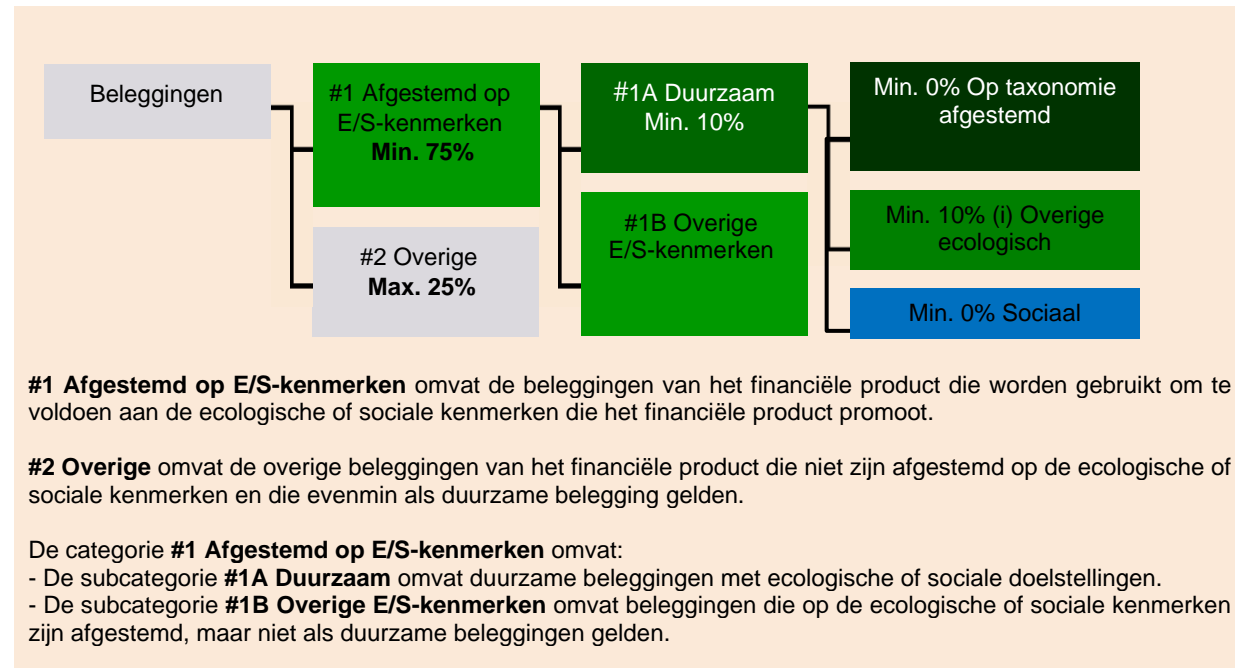 Beleggingen
#1 Afgestemd op
E/S-kenmerken
Min. 75%
#2 Overige
Max. 25%
#1A Duurzaam
Min. 10%
#1B Overige
E/S-kenmerken
Min. 0% Op taxonomie
afgestemd
Min. 10% (i) Overige
ecologisch
Min. 0% Sociaal
#1 Afgestemd op E/S-kenmerken omvat de beleggingen van het financiële product die worden gebruikt om te
voldoen aan de ecologische of sociale kenmerken die het financiële product promoot.
#2 Overige omvat de overige beleggingen van het financiële product die niet zijn afgestemd op de ecologische of
sociale kenmerken en die evenmin als duurzame belegging gelden.
De categorie #1 Afgestemd op E/S-kenmerken omvat:
- De subcategorie #1A Duurzaam omvat duurzame beleggingen met ecologische of sociale doelstellingen.
- De subcategorie #1B Overige E/S-kenmerken omvat beleggingen die op de ecologische of sociale kenmerken
zijn afgestemd, maar niet als duurzame beleggingen gelden.